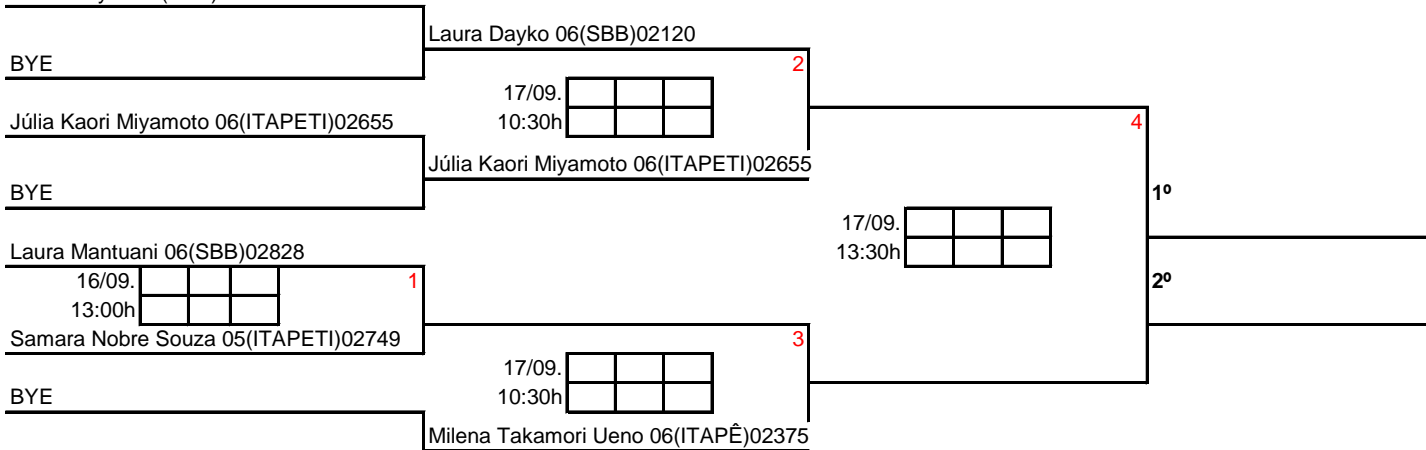 Laura Dayko 06(SBB)02120
BYE
2
17/09.
10:30h
Júlia Kaori Miyamoto 06(ITAPETI)02655
4
Júlia Kaori Miyamoto 06(ITAPETI)02655
BYE
1º
17/09.
13:30h
Laura Mantuani 06(SBB)02828
16/09.
1
2º
13:00h
Samara Nobre Souza 05(ITAPETI)02749
3
17/09.
10:30h
BYE
Milena Takamori Ueno 06(ITAPÊ)02375